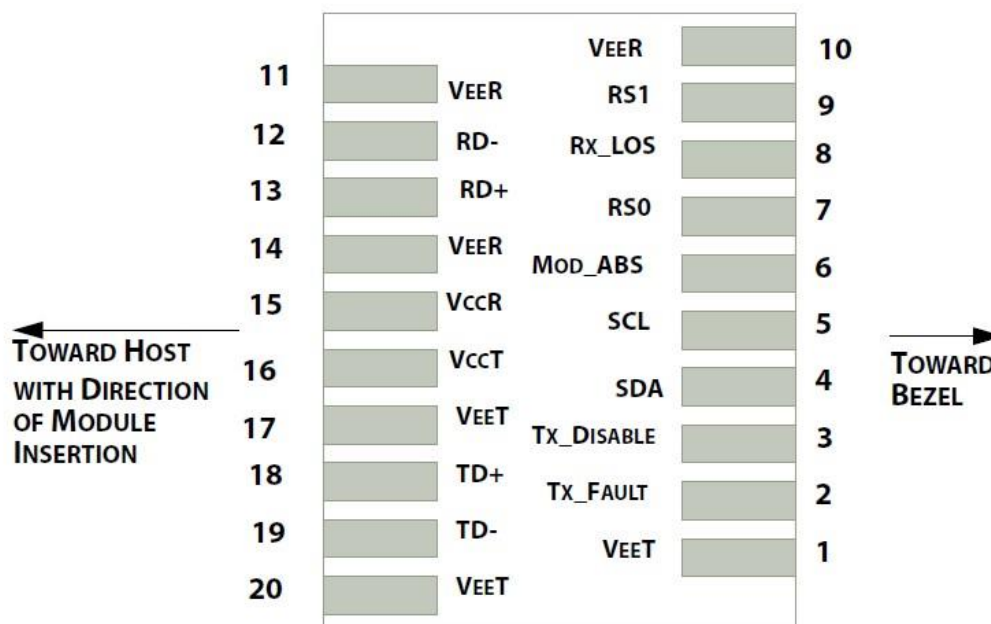 VEER 10
11 VEER
RS1 9
12 RD-
RX_LOS 8
13 RD+
RS0 7
14 VEER
MOD_ABS 6
15 VCCR
SCL 5
TOWARD HOST
WITH DIRECTION
OF MODULE
INSERTION
TOWARD
BEZEL
16 VCCT
SDA 4
17 VEET
TX_DISABLE 3
18 TD+
TX_FAULT 2
19 TD-
VEET 1
20 VEET